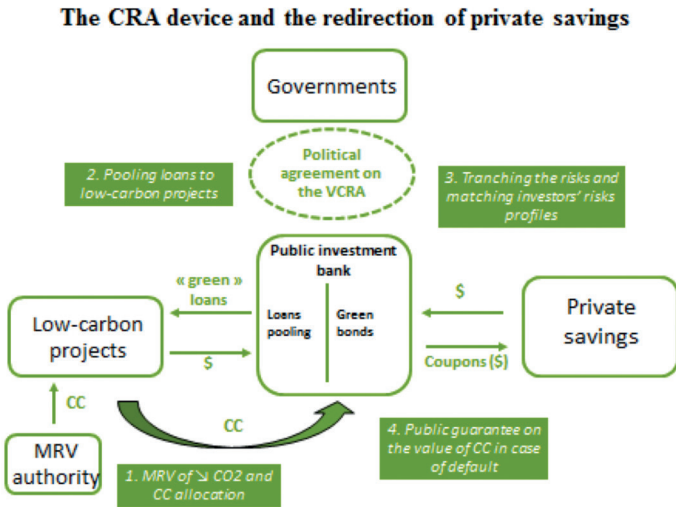 The CRA device and the redirection of private savings
Governments
Political
agreement on
the VCRA
2. Pooling loans to
low-carbon projects
3. Tranching the risks and
matching investors' risks
profiles
Public investment
bank
Loans
pooling
Green
bonds
« green »
loans
$
Low-carbon
projects
$
Coupons ($)
Private
savings
CC
CC
MRV
authority
1. MRV of ↘ CO2 and
CC allocation
4. Public guarantee on
the value of CC in case
of default